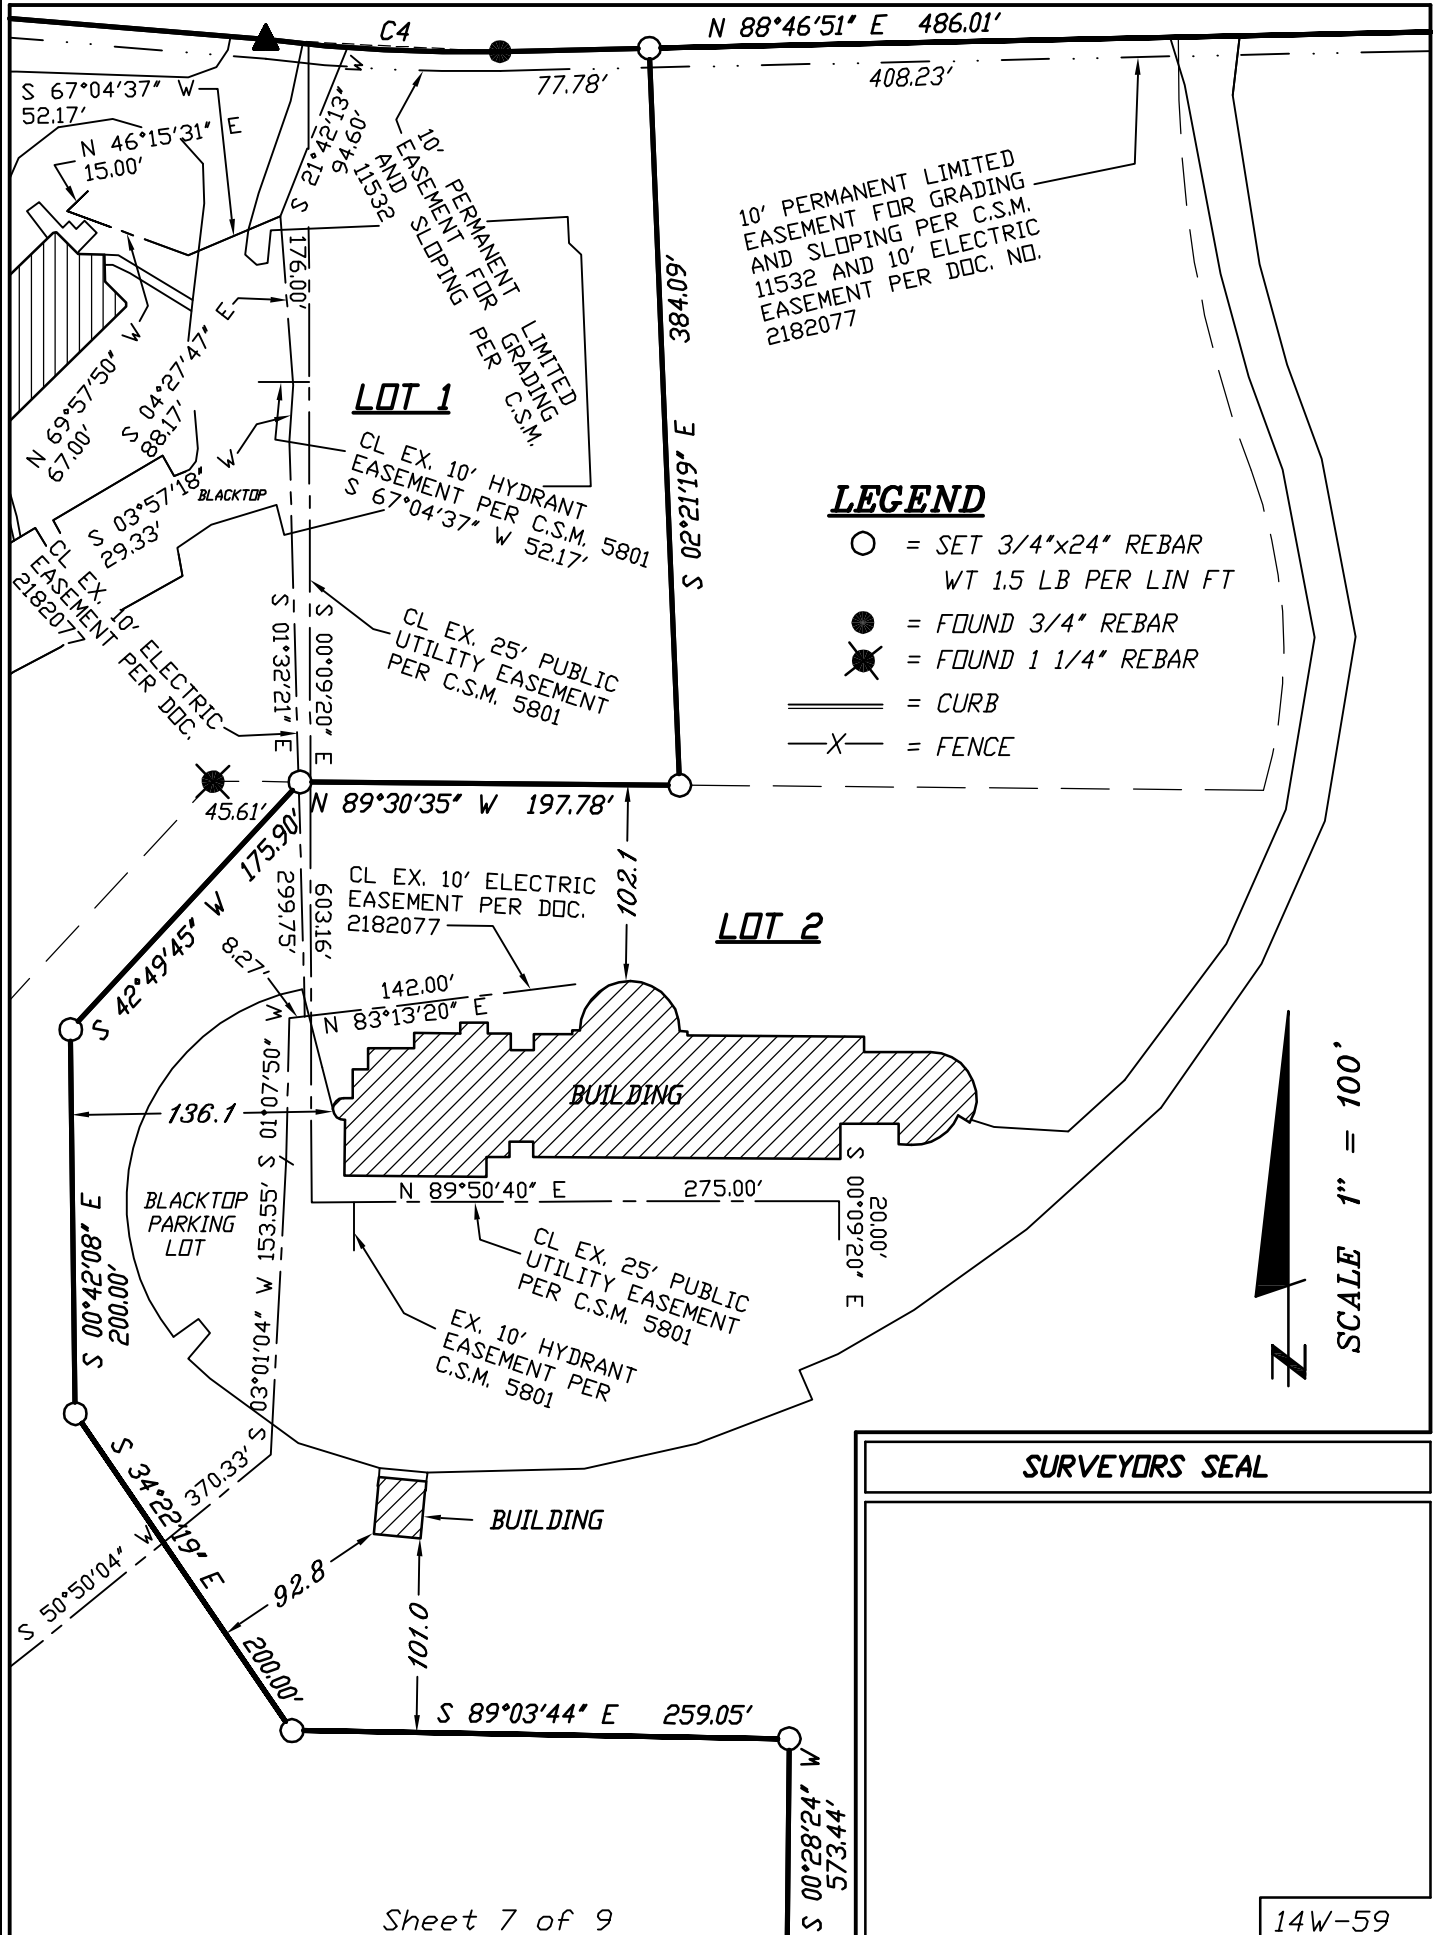 C4
N 88°46'51" E 486.01'
77.78'
408.23'
S 67°04'37" W
52.17'
N 46°15'31" E
15.00'
S 21°42'13" W
94.60'
10' PERMANENT LIMITED
EASEMENT FOR GRADING
AND SLOPING PER C.S.M.
11532
10' PERMANENT LIMITED
EASEMENT FOR GRADING
AND SLOPING PER C.S.M.
11532 AND 10' ELECTRIC
EASEMENT PER DOC. NO.
2182077
176.00'
384.09'
S 02°21'19" E
N 69°57'50" W
67.00'
S 04°27'47" E
88.17'
LOT 1
CL EX. 10' HYDRANT
EASEMENT PER C.S.M. 5801
S 67°04'37" W 52.17'
S 03°57'18" W
29.33'
BLACKTOP
CL EX. 10' ELECTRIC
EASEMENT PER DOC.
2182077
LEGEND
= SET 3/4"x24" REBAR
WT 1.5 LB PER LIN FT
= FOUND 3/4" REBAR
= FOUND 1 1/4" REBAR
= CURB
X = FENCE
S 01°32'21" E
S 00°09'20" E
CL EX. 25' PUBLIC
UTILITY EASEMENT
PER C.S.M. 5801
45.61'
N 89°30'35" W 197.78'
S 42°49'45" W 175.90'
299.75'
603.16'
CL EX. 10' ELECTRIC
EASEMENT PER DOC.
2182077
102.1
LOT 2
8.27'
142.00'
N 83°13'20" E
BUILDING
136.1
S 01°07'50" W
153.55'
BLACKTOP
PARKING
LOT
S 00°42'08" E
200.00'
N 89°50'40" E 275.00'
S 00°09'20" E
20.00'
CL EX. 25' PUBLIC
UTILITY EASEMENT
PER C.S.M. 5801
EX. 10' HYDRANT
EASEMENT PER
C.S.M. 5801
S 03°01'04" W
370.33'
S 50°50'04" W
S 34°22'19" E
200.00'
BUILDING
92.8
101.0
S 89°03'44" E 259.05'
S 00°28'24" W
573.44'
N
SCALE 1" = 100'
SURVEYORS SEAL
Sheet 7 of 9
14W-59